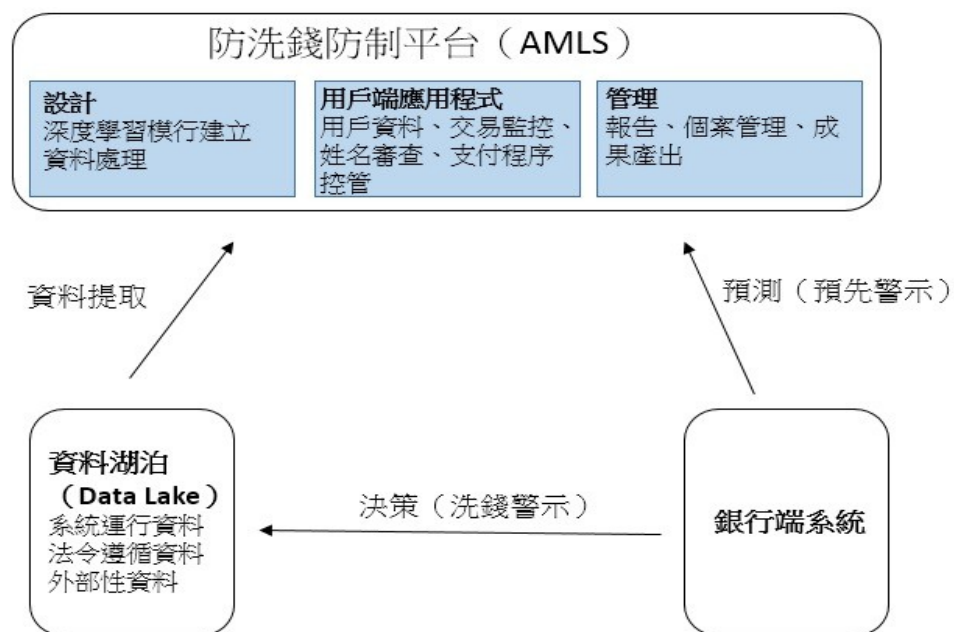 防洗錢防制平台（AMLS）
設計
深度學習模行建立
資料處理
用戶端應用程式
用戶資料、交易監控、
姓名審查、支付程序
控管
管理
報告、個案管理、成
果產出
資料提取
預測（預先警示）
資料湖泊
（Data Lake）
系統運行資料
法令遵循資料
外部性資料
決策（洗錢警示）
銀行端系統